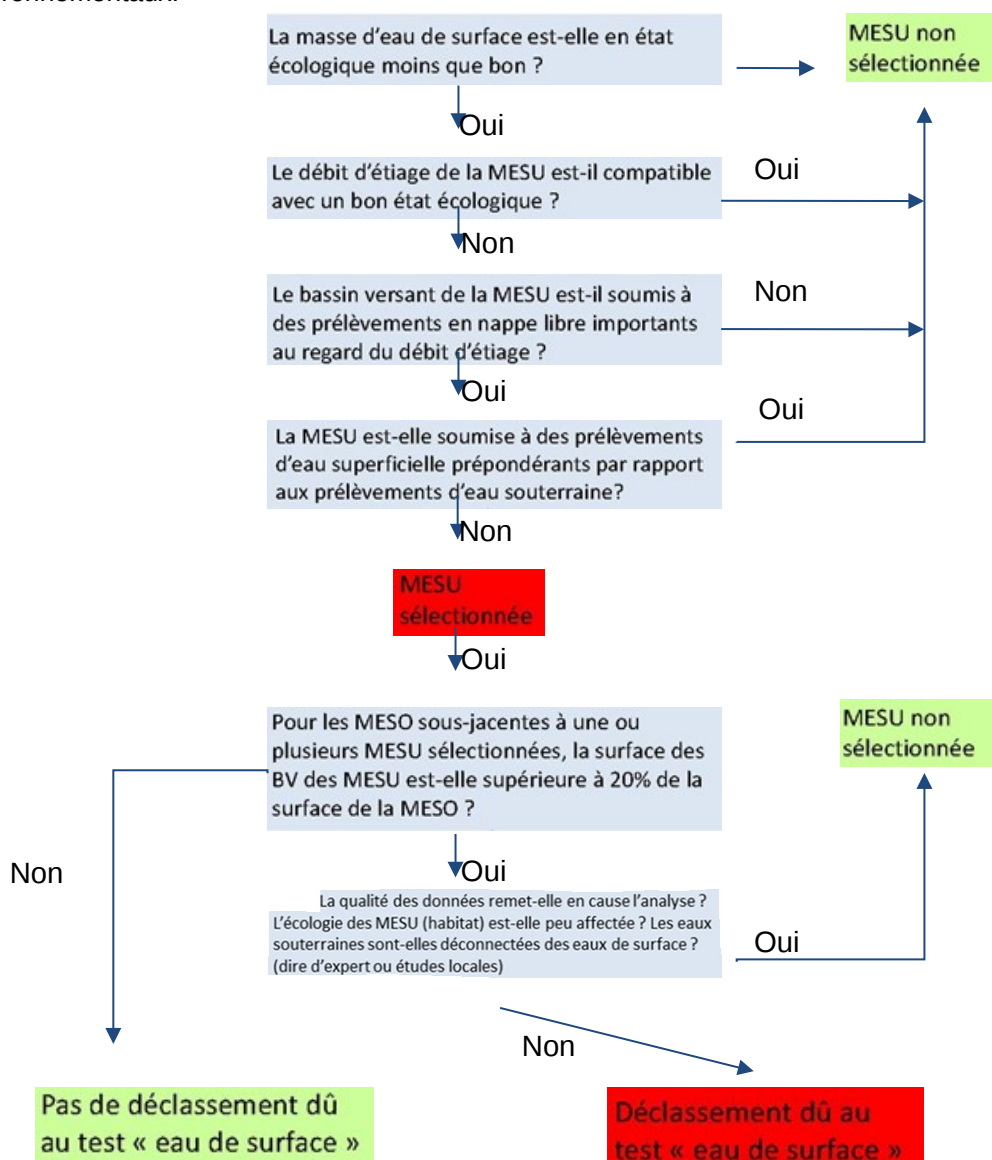 La masse d’eau de surface est-elle en état
écologique moins que bon ?
MESU non
sélectionnée
Oui
Le débit d’étiage de la MESU est-il compatible
avec un bon état écologique ?
Oui
Non
Le bassin versant de la MESU est-il soumis à
des prélèvements en nappe libre importants
au regard du débit d’étiage ?
Non
Oui
La MESU est-elle soumise à des prélèvements
d’eau superficielle prépondérants par rapport
aux prélèvements d’eau souterraine?
Oui
Non
MESU
sélectionnée
Oui
Pour les MESO sous-jacentes à une ou
plusieurs MESU sélectionnées, la surface des
BV des MESU est-elle supérieure à 20% de la
surface de la MESO ?
MESU non
sélectionnée
Non
Oui
La qualité des données remet-elle en cause l’analyse ?
L’écologie des MESU (habitat) est-elle peu affectée ? Les eaux
souterraines sont-elles déconnectées des eaux de surface ?
(dire d’expert ou études locales)
Oui
Non
Pas de déclassement dû
au test « eau de surface »
Déclassement dû au
test « eau de surface »